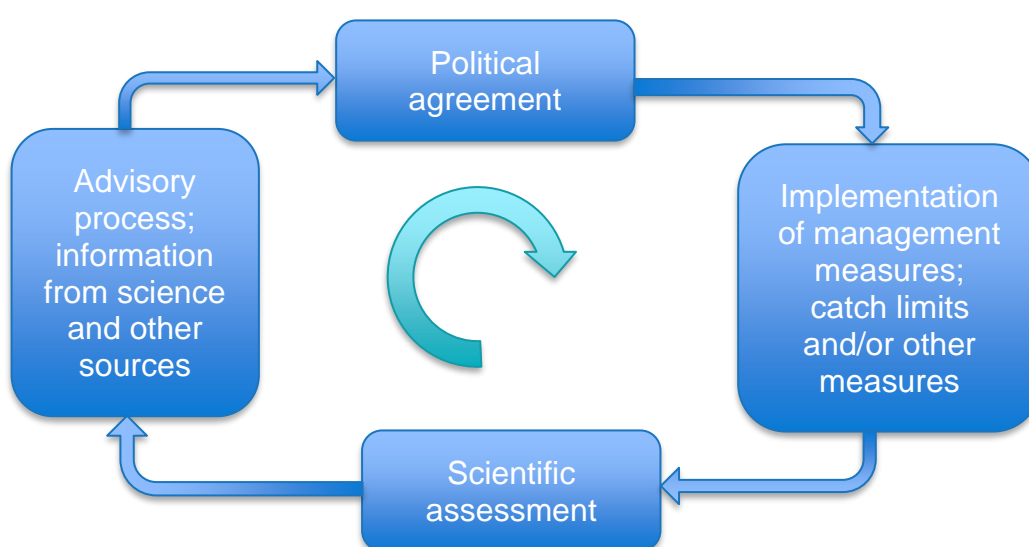 Political
agreement
Advisory
process;
information
from science
and other
sources
Implementation
of management
measures;
catch limits
and/or other
measures
Scientific
assessment